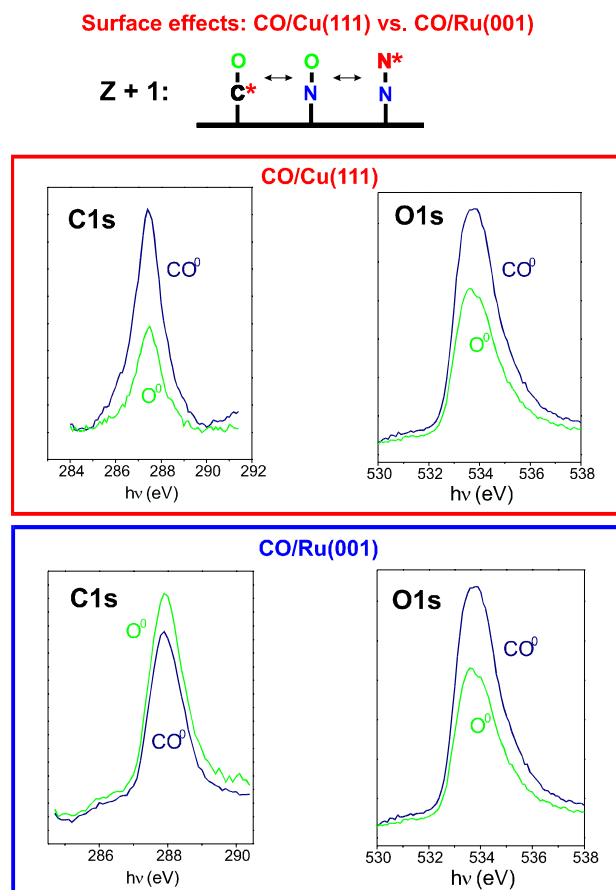 Surface effects: CO/Cu(111) vs. CO/Ru(001)
O O N*
Z + 1:
C* N N
CO/Cu(111)
C1s
CO⁰
O⁰
284 286 288 290 292
hν (eV)
O1s
CO⁰
O⁰
530 532 534 536 538
hν (eV)
CO/Ru(001)
C1s
O⁰
CO⁰
286 288 290
hν (eV)
O1s
CO⁰
O⁰
530 532 534 536 538
hν (eV)